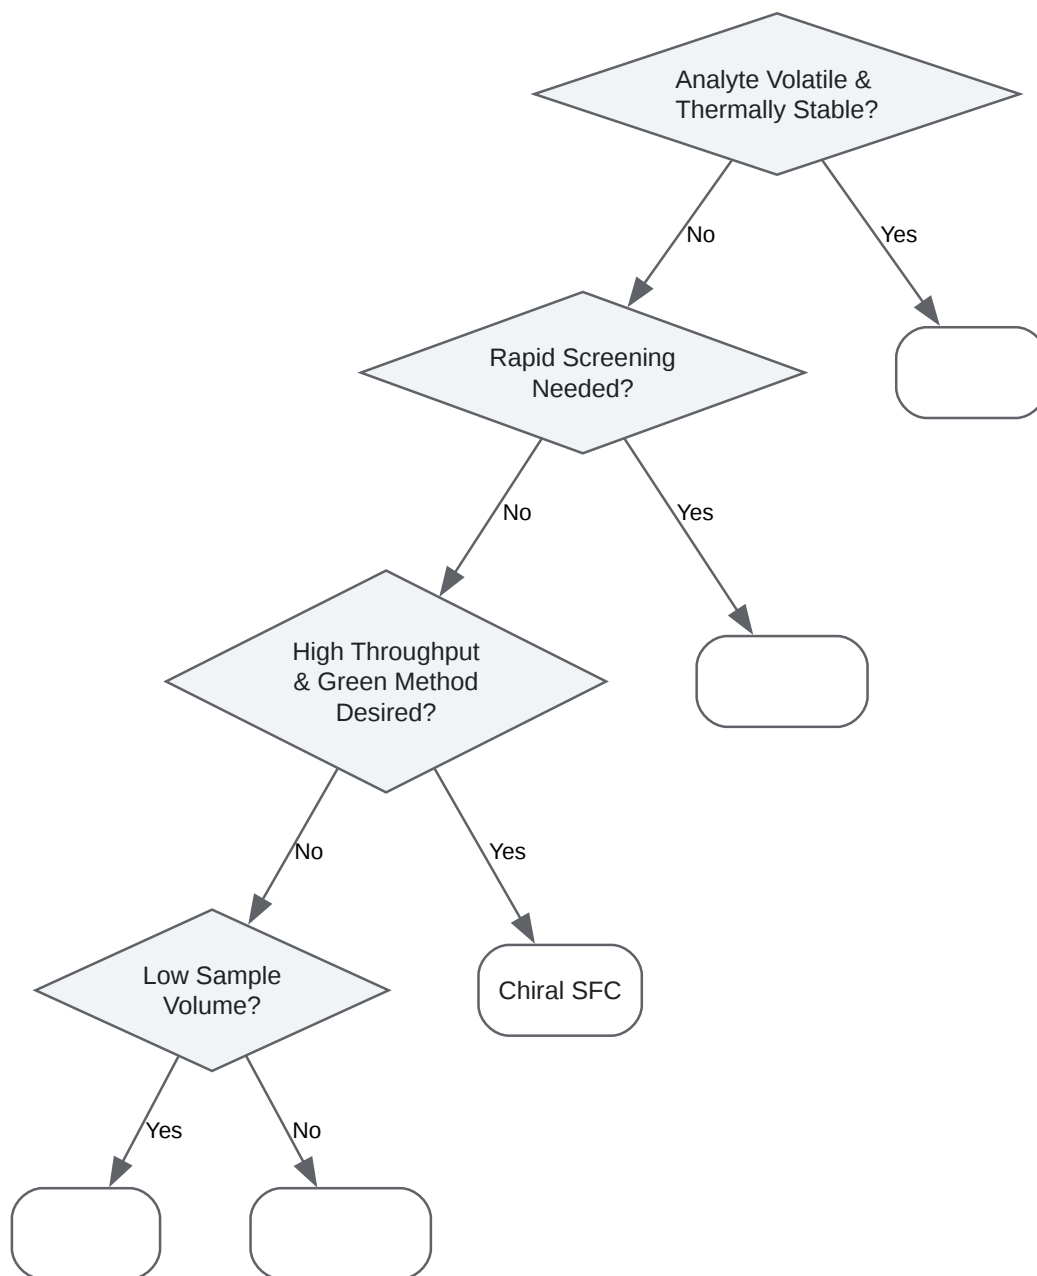 Analyte Volatile &
Thermally Stable?
No
Yes
Rapid Screening
Needed?
No
Yes
High Throughput
& Green Method
Desired?
No
Yes
Low Sample
Volume?
Chiral SFC
Yes
No